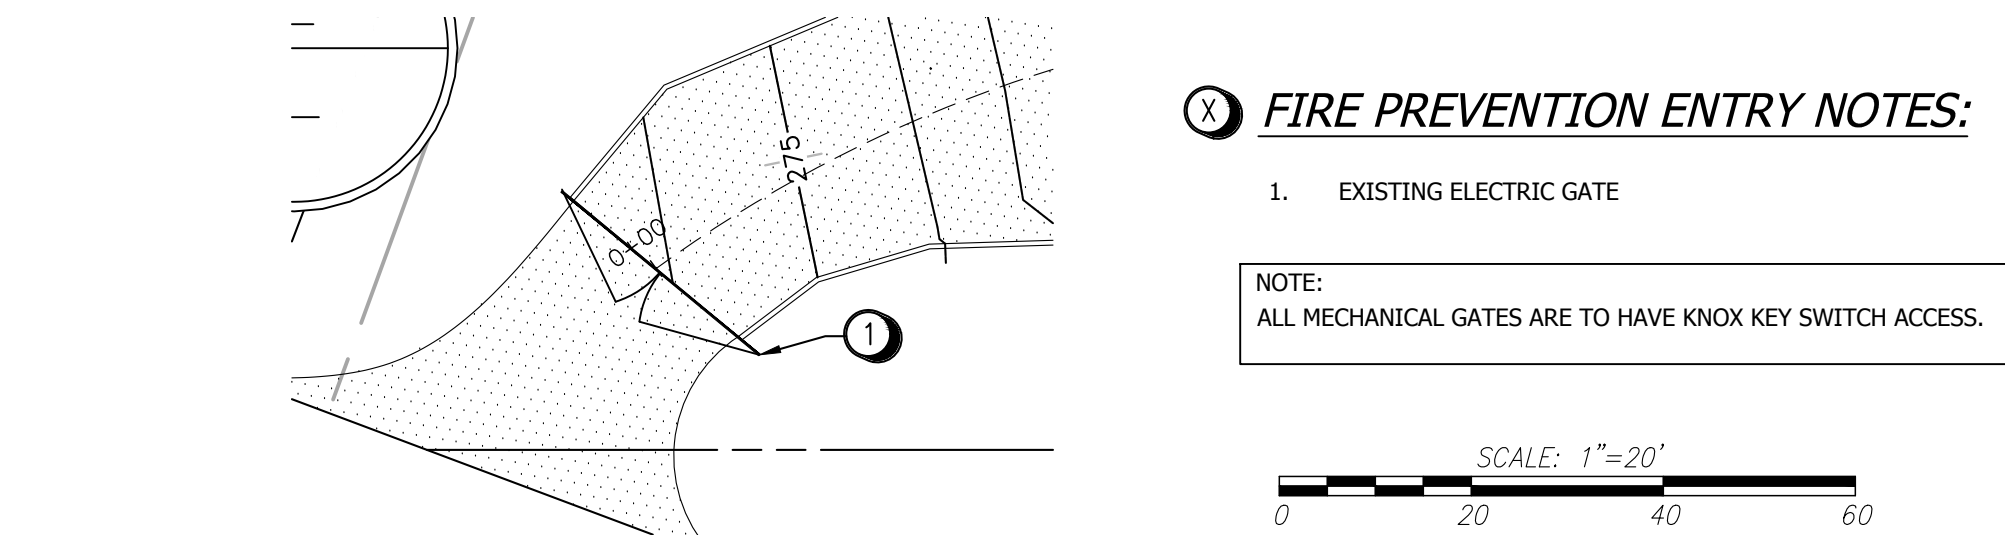 275
0+00
1
X FIRE PREVENTION ENTRY NOTES:
1. EXISTING ELECTRIC GATE
NOTE:
ALL MECHANICAL GATES ARE TO HAVE KNOX KEY SWITCH ACCESS.
SCALE: 1"=20'
0 20 40 60